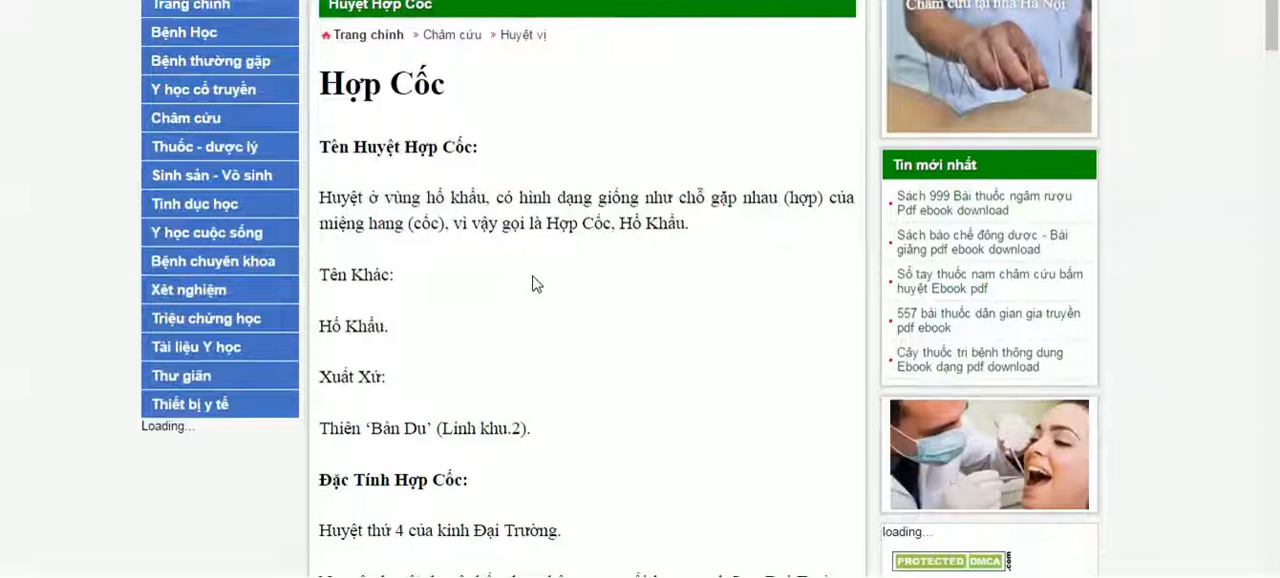 Trang chính
Bệnh Học
Bệnh thường gặp
Y học cổ truyền
Châm cứu
Thuốc - dược lý
Sinh sản - Vô sinh
Tình dục học
Y học cuộc sống
Bệnh chuyên khoa
Xét nghiệm
Triệu chứng học
Tài liệu Y học
Thư giãn
Thiết bị y tế
Loading...
Huyệt Hợp Cốc
Trang chính » Châm cứu » Huyệt vị
Hợp Cốc
Tên Huyệt Hợp Cốc:
Huyệt ở vùng hổ khẩu, có hình dạng giống như chỗ gặp nhau (hợp) của
miệng hang (cốc), vì vậy gọi là Hợp Cốc, Hổ Khẩu.
Tên Khác:
Hổ Khẩu.
Xuất Xứ:
Thiên ‘Bản Du’ (Linh khu.2).
Đặc Tính Hợp Cốc:
Huyệt thứ 4 của kinh Đại Trường.
Châm cứu tại nhà Hà Nội
Tin mới nhất
Sách 999 Bài thuốc ngâm rượu
Pdf ebook download
Sách bào chế đông dược - Bài
giảng pdf ebook download
Sổ tay thuốc nam châm cứu bấm
huyệt Ebook pdf
557 bài thuốc dân gian gia truyền
pdf ebook
Cây thuốc trị bệnh thông dụng
Ebook dạng pdf download
loading...
PROTECTED DMCA .com